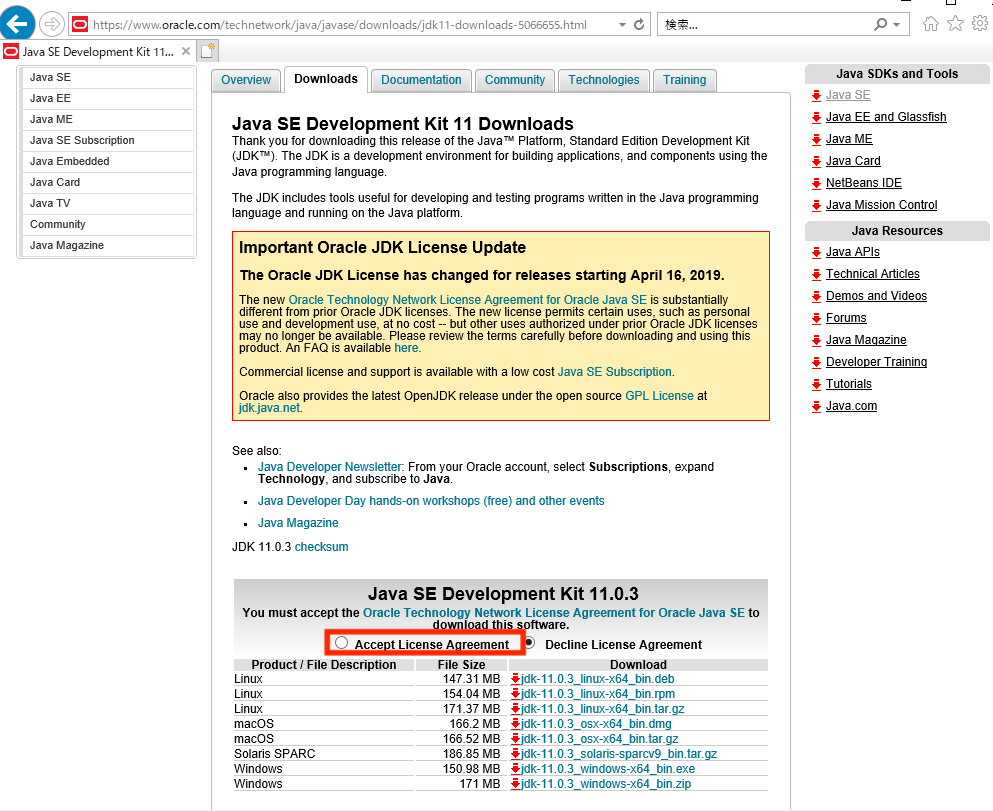 https://www.oracle.com/technetwork/java/javase/downloads/jdk11-downloads-5066655.html
検索...
Java SE Development Kit 11...
Java SE
Java EE
Java ME
Java SE Subscription
Java Embedded
Java Card
Java TV
Community
Java Magazine
Overview Downloads Documentation Community Technologies Training
Java SE Development Kit 11 Downloads
Thank you for downloading this release of the Java™ Platform, Standard Edition Development Kit
(JDK™). The JDK is a development environment for building applications, and components using the
Java programming language.
The JDK includes tools useful for developing and testing programs written in the Java programming
language and running on the Java platform.
Important Oracle JDK License Update
The Oracle JDK License has changed for releases starting April 16, 2019.
The new Oracle Technology Network License Agreement for Oracle Java SE is substantially
different from prior Oracle JDK licenses. The new license permits certain uses, such as personal
use and development use, at no cost -- but other uses authorized under prior Oracle JDK licenses
may no longer be available. Please review the terms carefully before downloading and using this
product. An FAQ is available here.
Commercial license and support is available with a low cost Java SE Subscription.
Oracle also provides the latest OpenJDK release under the open source GPL License at
jdk.java.net.
See also:
Java Developer Newsletter: From your Oracle account, select Subscriptions, expand
Technology, and subscribe to Java.
Java Developer Day hands-on workshops (free) and other events
Java Magazine
JDK 11.0.3 checksum
Java SE Development Kit 11.0.3
You must accept the Oracle Technology Network License Agreement for Oracle Java SE to
download this software.
Accept License Agreement Decline License Agreement
Product / File Description File Size Download
Linux 147.31 MB jdk-11.0.3_linux-x64_bin.deb
Linux 154.04 MB jdk-11.0.3_linux-x64_bin.rpm
Linux 171.37 MB jdk-11.0.3_linux-x64_bin.tar.gz
macOS 166.2 MB jdk-11.0.3_osx-x64_bin.dmg
macOS 166.52 MB jdk-11.0.3_osx-x64_bin.tar.gz
Solaris SPARC 186.85 MB jdk-11.0.3_solaris-sparcv9_bin.tar.gz
Windows 150.98 MB jdk-11.0.3_windows-x64_bin.exe
Windows 171 MB jdk-11.0.3_windows-x64_bin.zip
Java SDKs and Tools
Java SE
Java EE and Glassfish
Java ME
Java Card
NetBeans IDE
Java Mission Control
Java Resources
Java APIs
Technical Articles
Demos and Videos
Forums
Java Magazine
Developer Training
Tutorials
Java.com